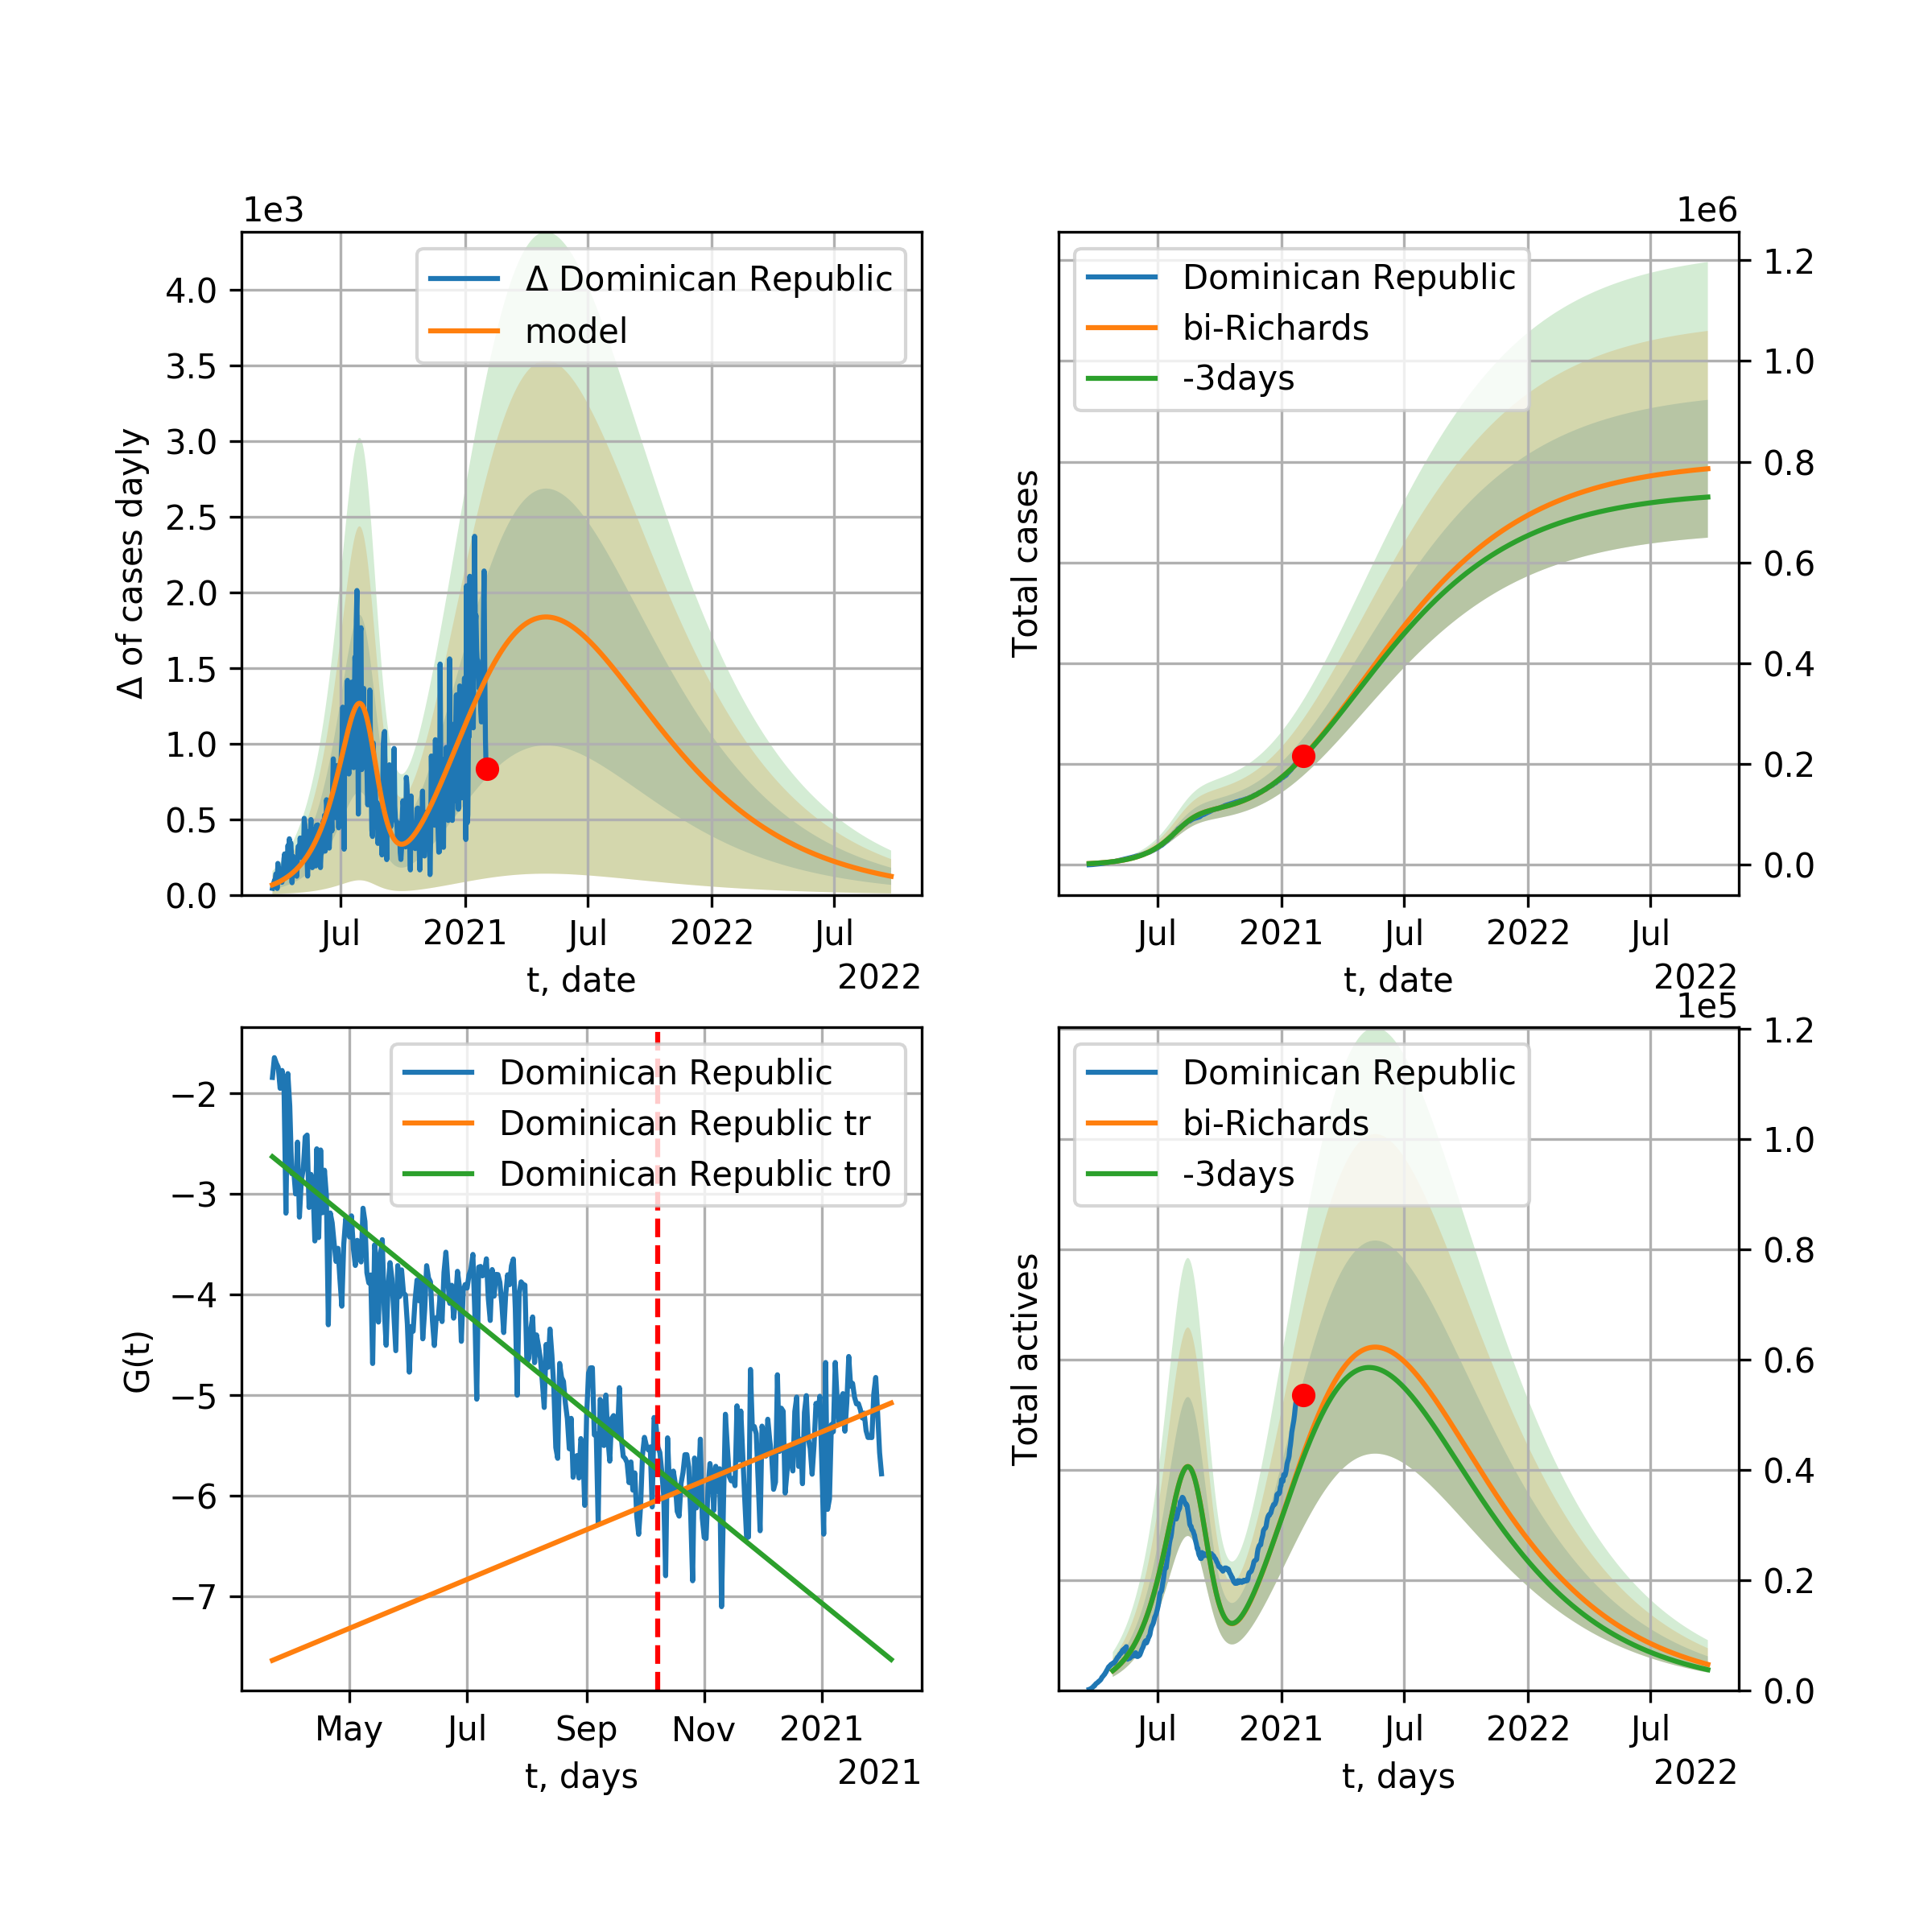 1e3
Δ of cases dayly
4.0
3.5
3.0
2.5
2.0
1.5
1.0
0.5
0.0
Δ Dominican Republic
model
Jul
2021
Jul
2022
Jul
t, date
2022
1e6
Total cases
Dominican Republic
bi-Richards
-3days
1.2
1.0
0.8
0.6
0.4
0.2
0.0
Jul
2021
Jul
2022
Jul
t, date
2022
G(t)
−2
−3
−4
−5
−6
−7
Dominican Republic
Dominican Republic tr
Dominican Republic tr0
May
Jul
Sep
Nov
2021
t, days
2021
1e5
Total actives
Dominican Republic
bi-Richards
-3days
1.2
1.0
0.8
0.6
0.4
0.2
0.0
Jul
2021
Jul
2022
Jul
t, days
2022